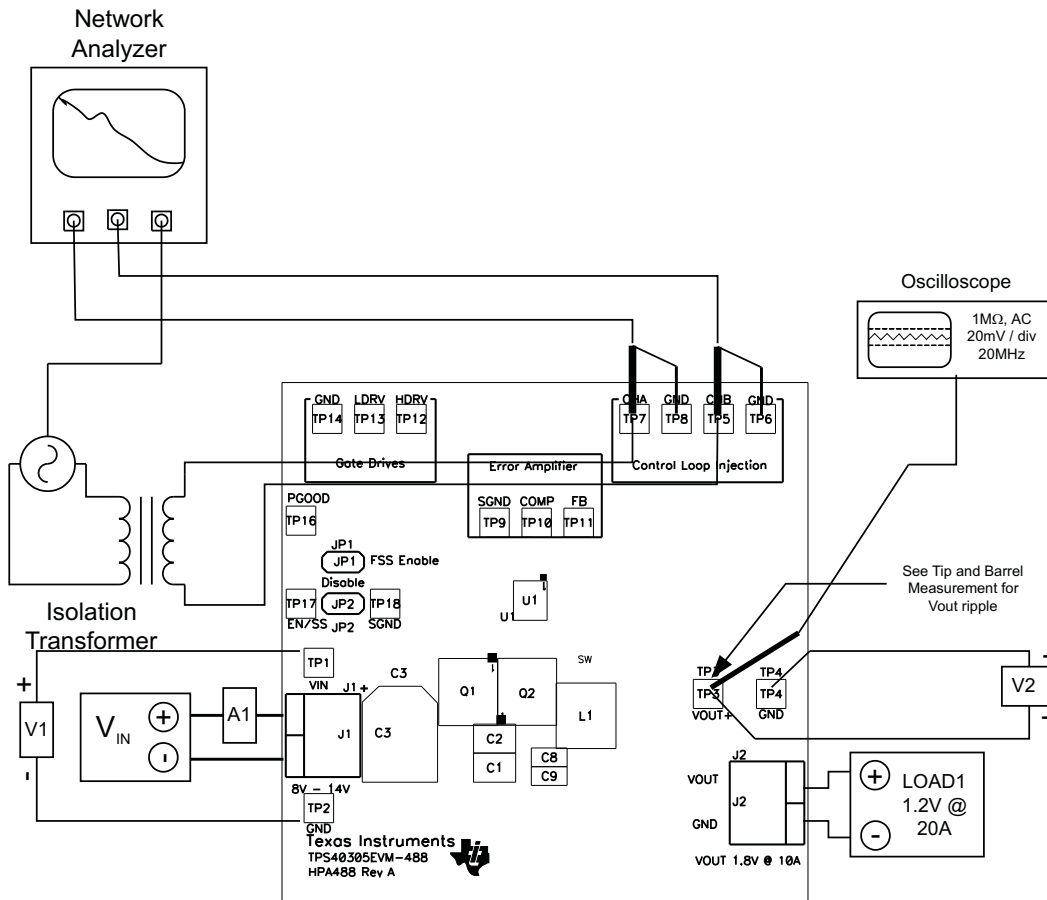 Network
Analyzer
Oscilloscope
1MΩ, AC
20mV / div
20MHz
GND LDRV HDRV
TP14 TP13 TP12
Gate Drives
CHA GND CHB GND
TP7 TP8 TP5 TP6
Control Loop Injection
Error Amplifier
SGND COMP FB
TP9 TP10 TP11
PGOOD
TP16
JP1
JP1 FSS Enable
Disable
TP17 JP2 TP18
EN/SS JP2 SGND
U1
U1
See Tip and Barrel
Measurement for
Vout ripple
Isolation
Transformer
TP1
VIN
+
V1
-
VIN
+
-
A1
J1 +
J1
8V - 14V
C3
C3
Q1
Q2
SW
L1
C2
C1
C8
C9
TP3 TP4
TP3 TP4
VOUT+ GND
V2
-
J2
VOUT
J2
GND
VOUT 1.8V @ 10A
+
-
LOAD1
1.2V @
20A
TP2
GND
Texas Instruments
TPS40305EVM-488
HPA488 Rev A